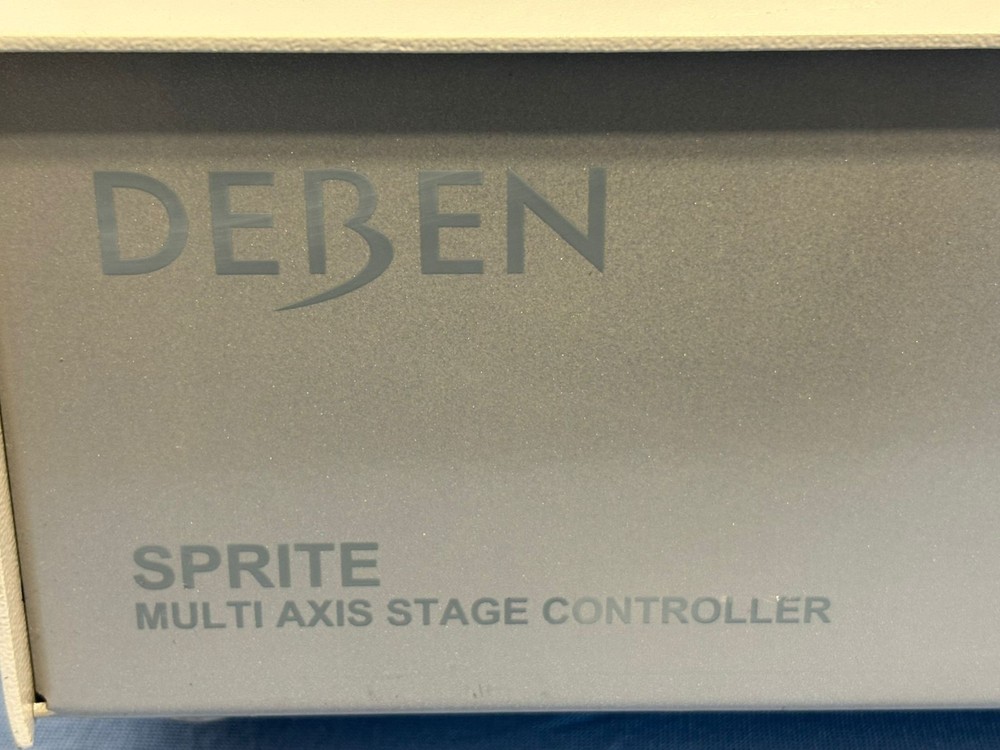 DEBEN
SPRITE
MULTI AXIS STAGE CONTROLLER